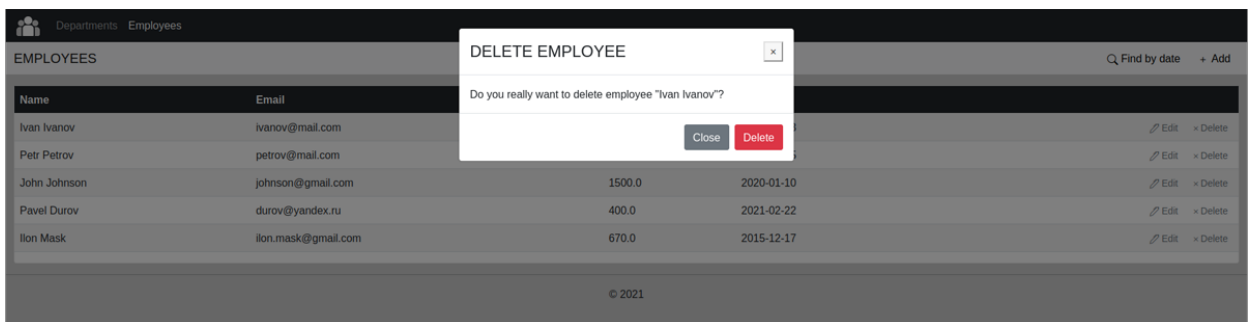 Departments Employees
DELETE EMPLOYEE ×
EMPLOYEES Find by date + Add
Do you really want to delete employee "Ivan Ivanov"?
Name Email
Close Delete
Ivan Ivanov ivanov@mail.com Edit × Delete
Petr Petrov petrov@mail.com Edit × Delete
John Johnson johnson@gmail.com 1500.0 2020-01-10 Edit × Delete
Pavel Durov durov@yandex.ru 400.0 2021-02-22 Edit × Delete
Ilon Mask ilon.mask@gmail.com 670.0 2015-12-17 Edit × Delete
© 2021